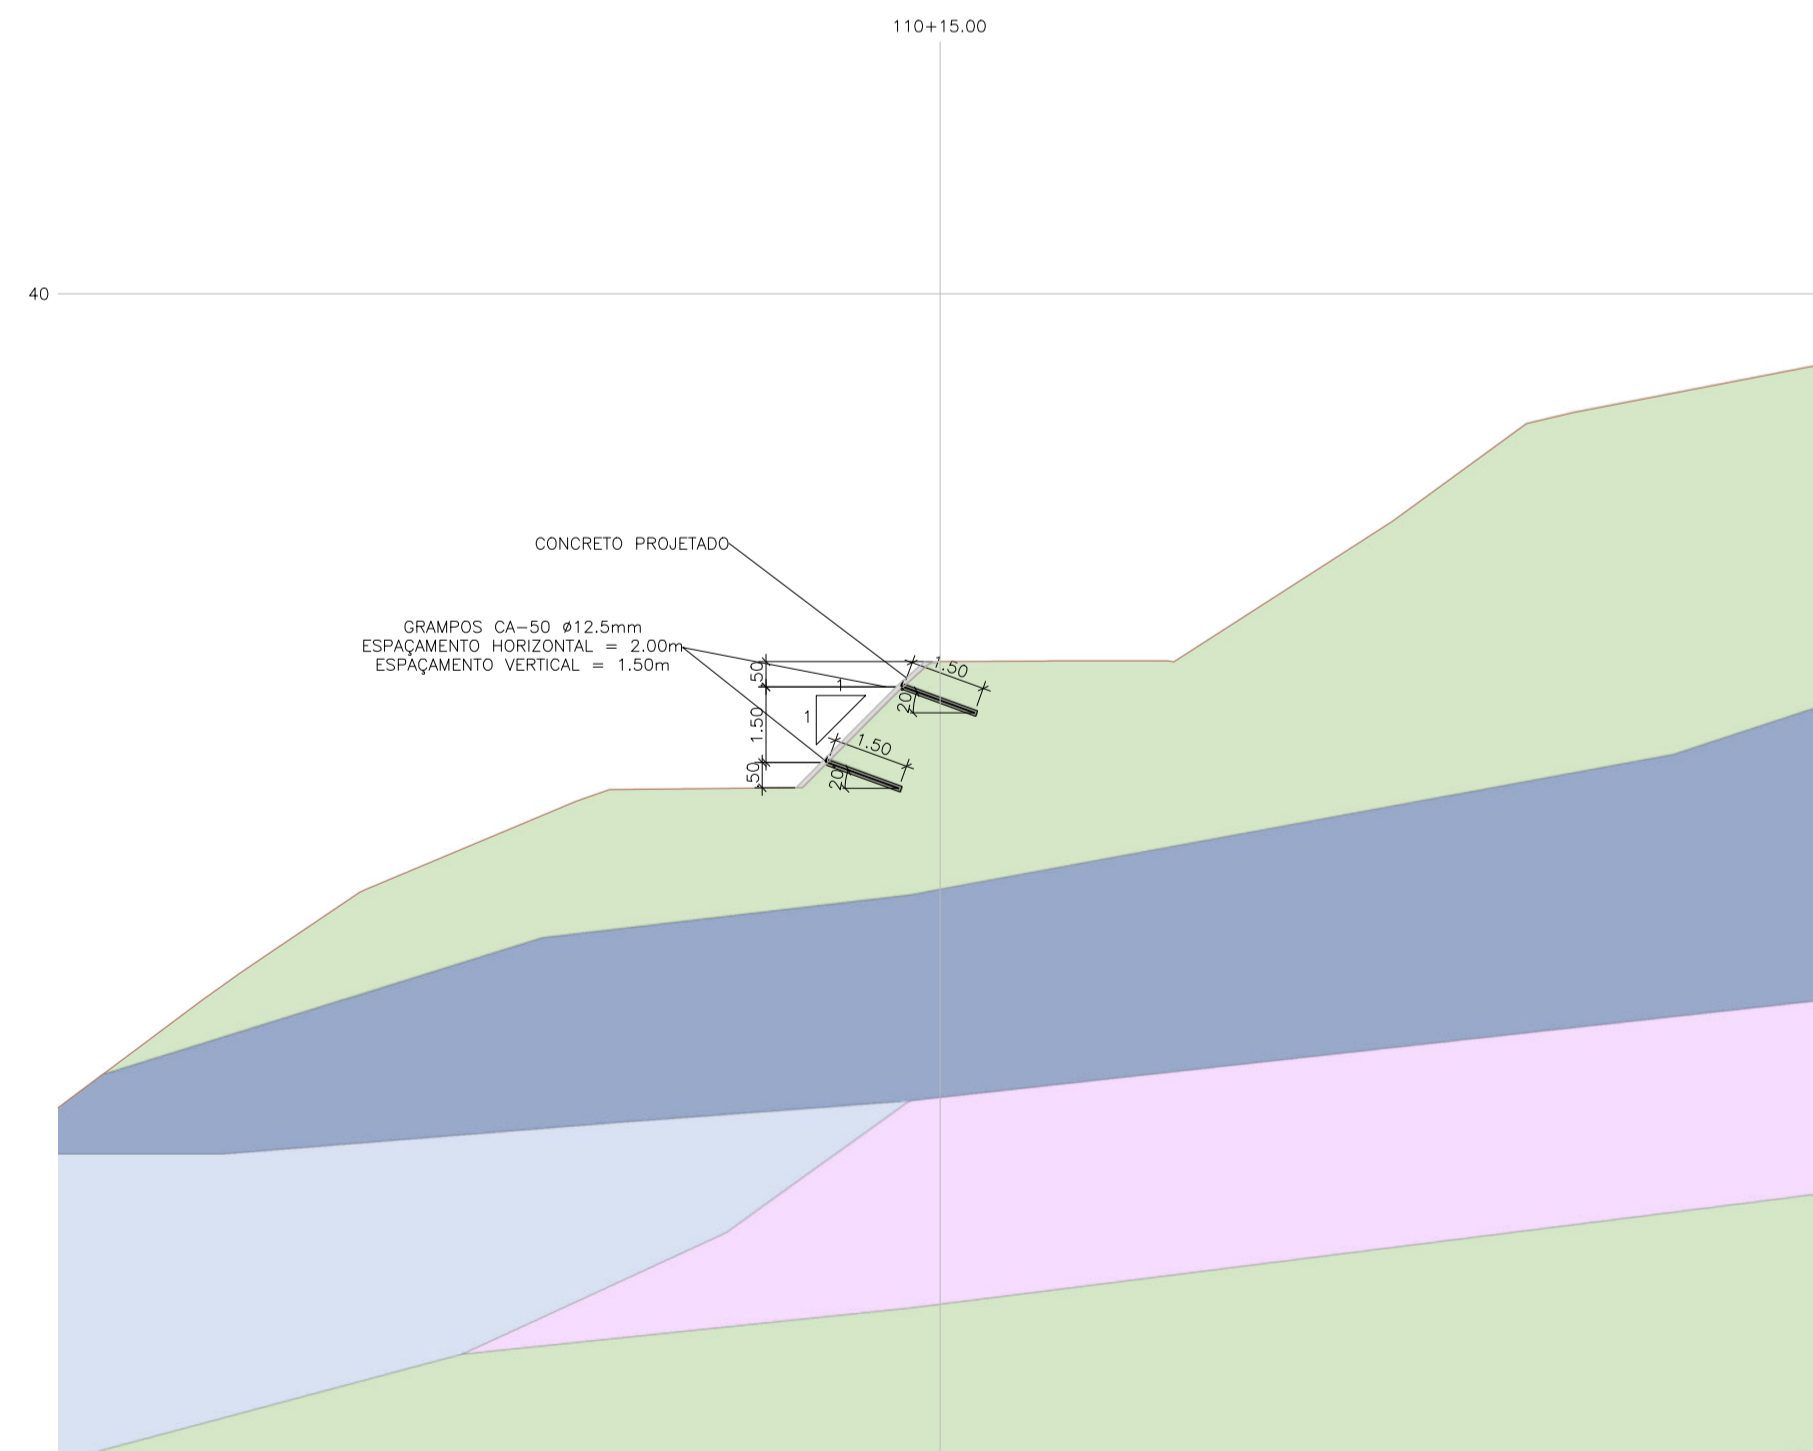 110+15.00
40
CONCRETO PROJETADO
GRAMPOS CA-50 ø12.5mm
ESPAÇAMENTO HORIZONTAL = 2.00m
ESPAÇAMENTO VERTICAL = 1.50m
.50
1.50
.50
1
1
1.50
20
1.50
20